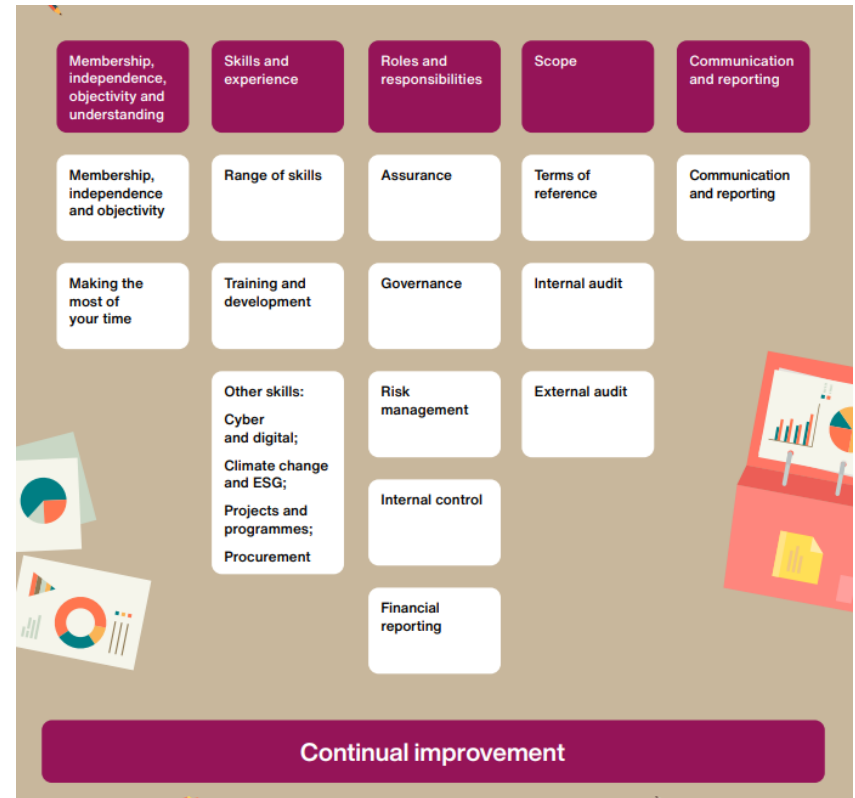 Membership,
independence,
objectivity and
understanding
Skills and
experience
Roles and
responsibilities
Scope
Communication
and reporting
Membership,
independence
and objectivity
Range of skills
Assurance
Terms of
reference
Communication
and reporting
Making the
most of
your time
Training and
development
Governance
Internal audit
Other skills:
Cyber
and digital;
Climate change
and ESG;
Projects and
programmes;
Procurement
Risk
management
External audit
Internal control
Financial
reporting
Continual improvement